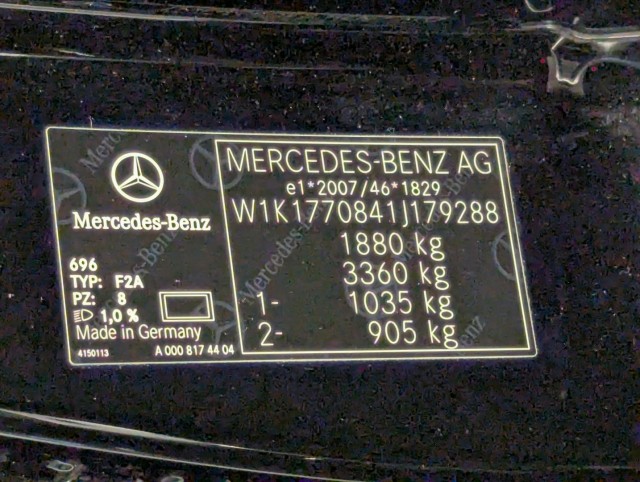 Mercedes-Benz
696
TYP: F2A
PZ: 8
1,0 %
Made in Germany
4150113 A 000 817 44 04
MERCEDES-BENZ AG
e1*2007/46*1829
W1K1770841J179288
1880 kg
3360 kg
1- 1035 kg
2- 905 kg